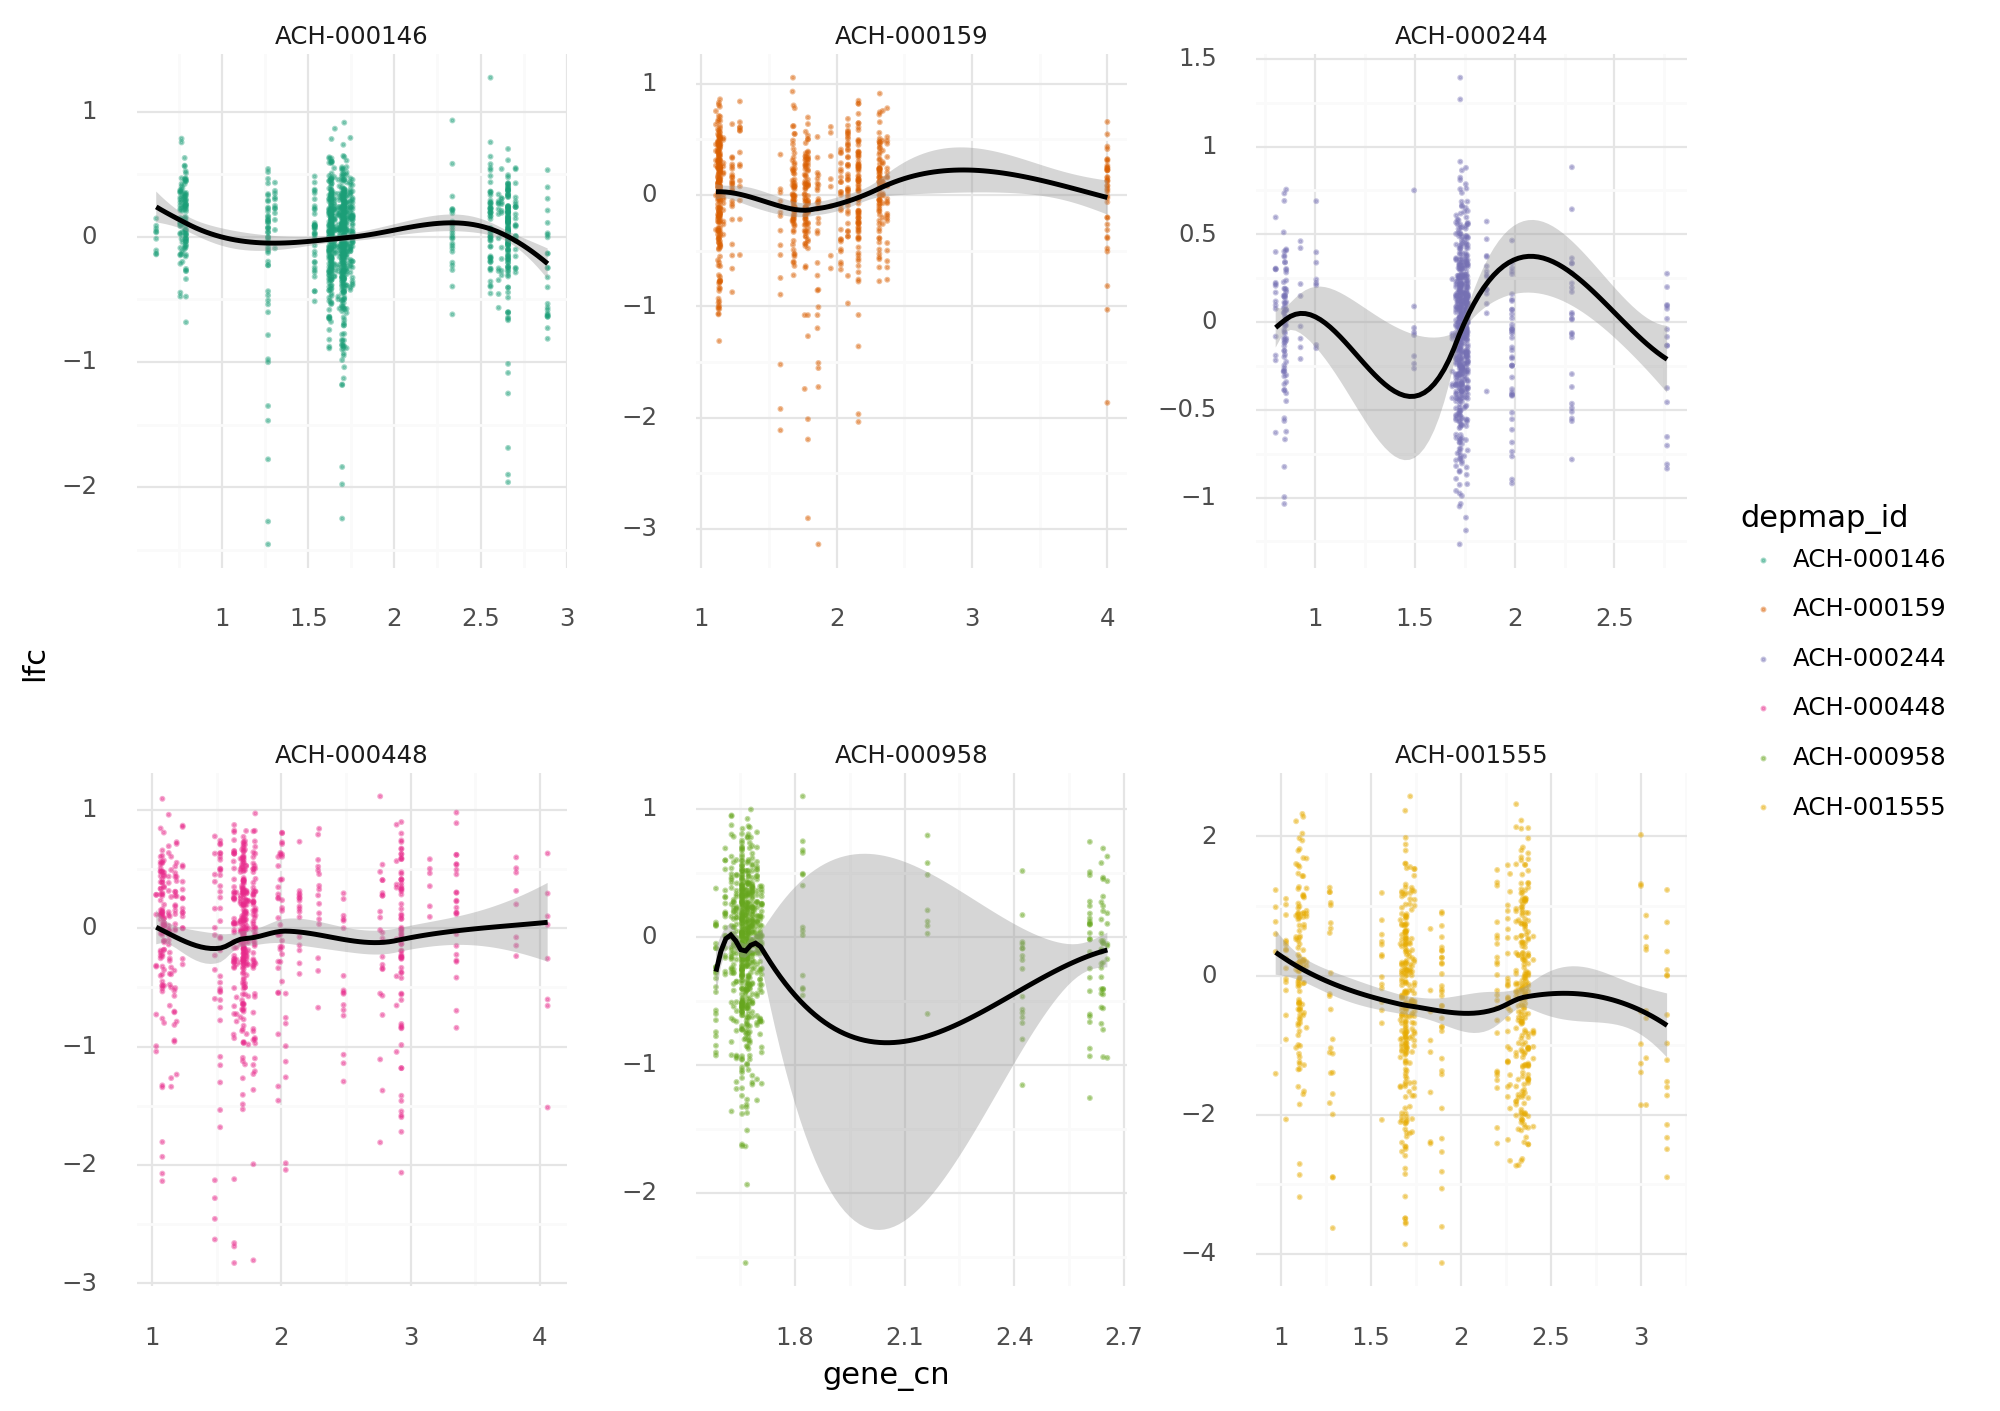 ACH-000146 ACH-000159 ACH-000244
1
0
−1
−2
1 1.5 2 2.5 3
1
0
−1
−2
−3
1 2 3 4
1.5
1
0.5
0
−0.5
−1
1 1.5 2 2.5
lfc
ACH-000448 ACH-000958 ACH-001555
1
0
−1
−2
−3
1 2 3 4
1
0
−1
−2
1.8 2.1 2.4 2.7
2
0
−2
−4
1 1.5 2 2.5 3
gene_cn
depmap_id
ACH-000146
ACH-000159
ACH-000244
ACH-000448
ACH-000958
ACH-001555